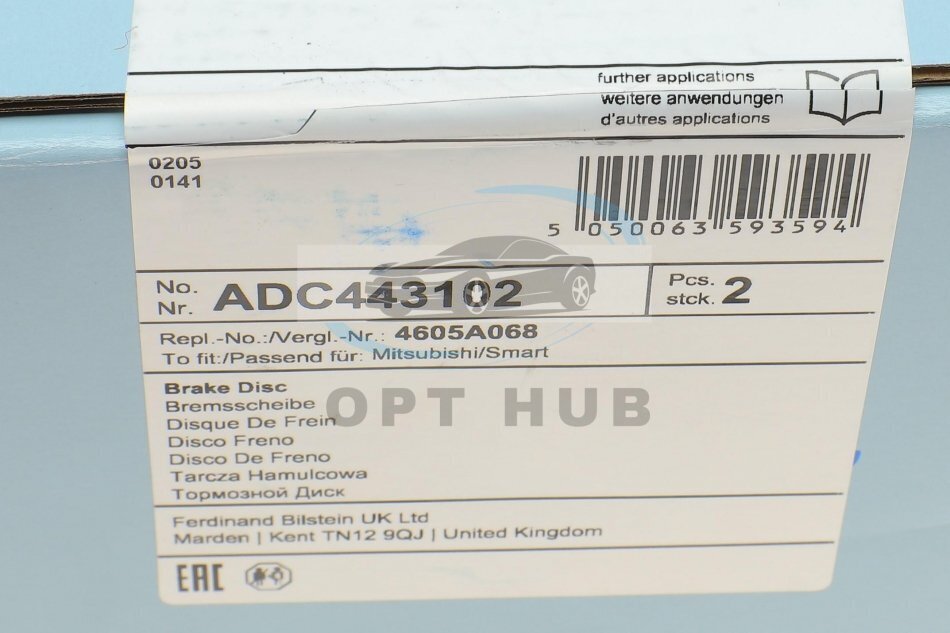 further applications
weitere anwendungen
d'autres applications
0205
0141
5 050063 593594
No.
Nr. ADC443102
Pcs.
stck. 2
Repl.-No.:/Vergl.-Nr.: 4605A068
To fit:/Passend für: Mitsubishi/Smart
Brake Disc
Bremsscheibe
Disque De Frein
Disco Freno
Disco De Freno
Tarcza Hamulcowa
Тормозной Диск
OPT HUB
Ferdinand Bilstein UK Ltd
Marden | Kent TN12 9QJ | United Kingdom
EAC